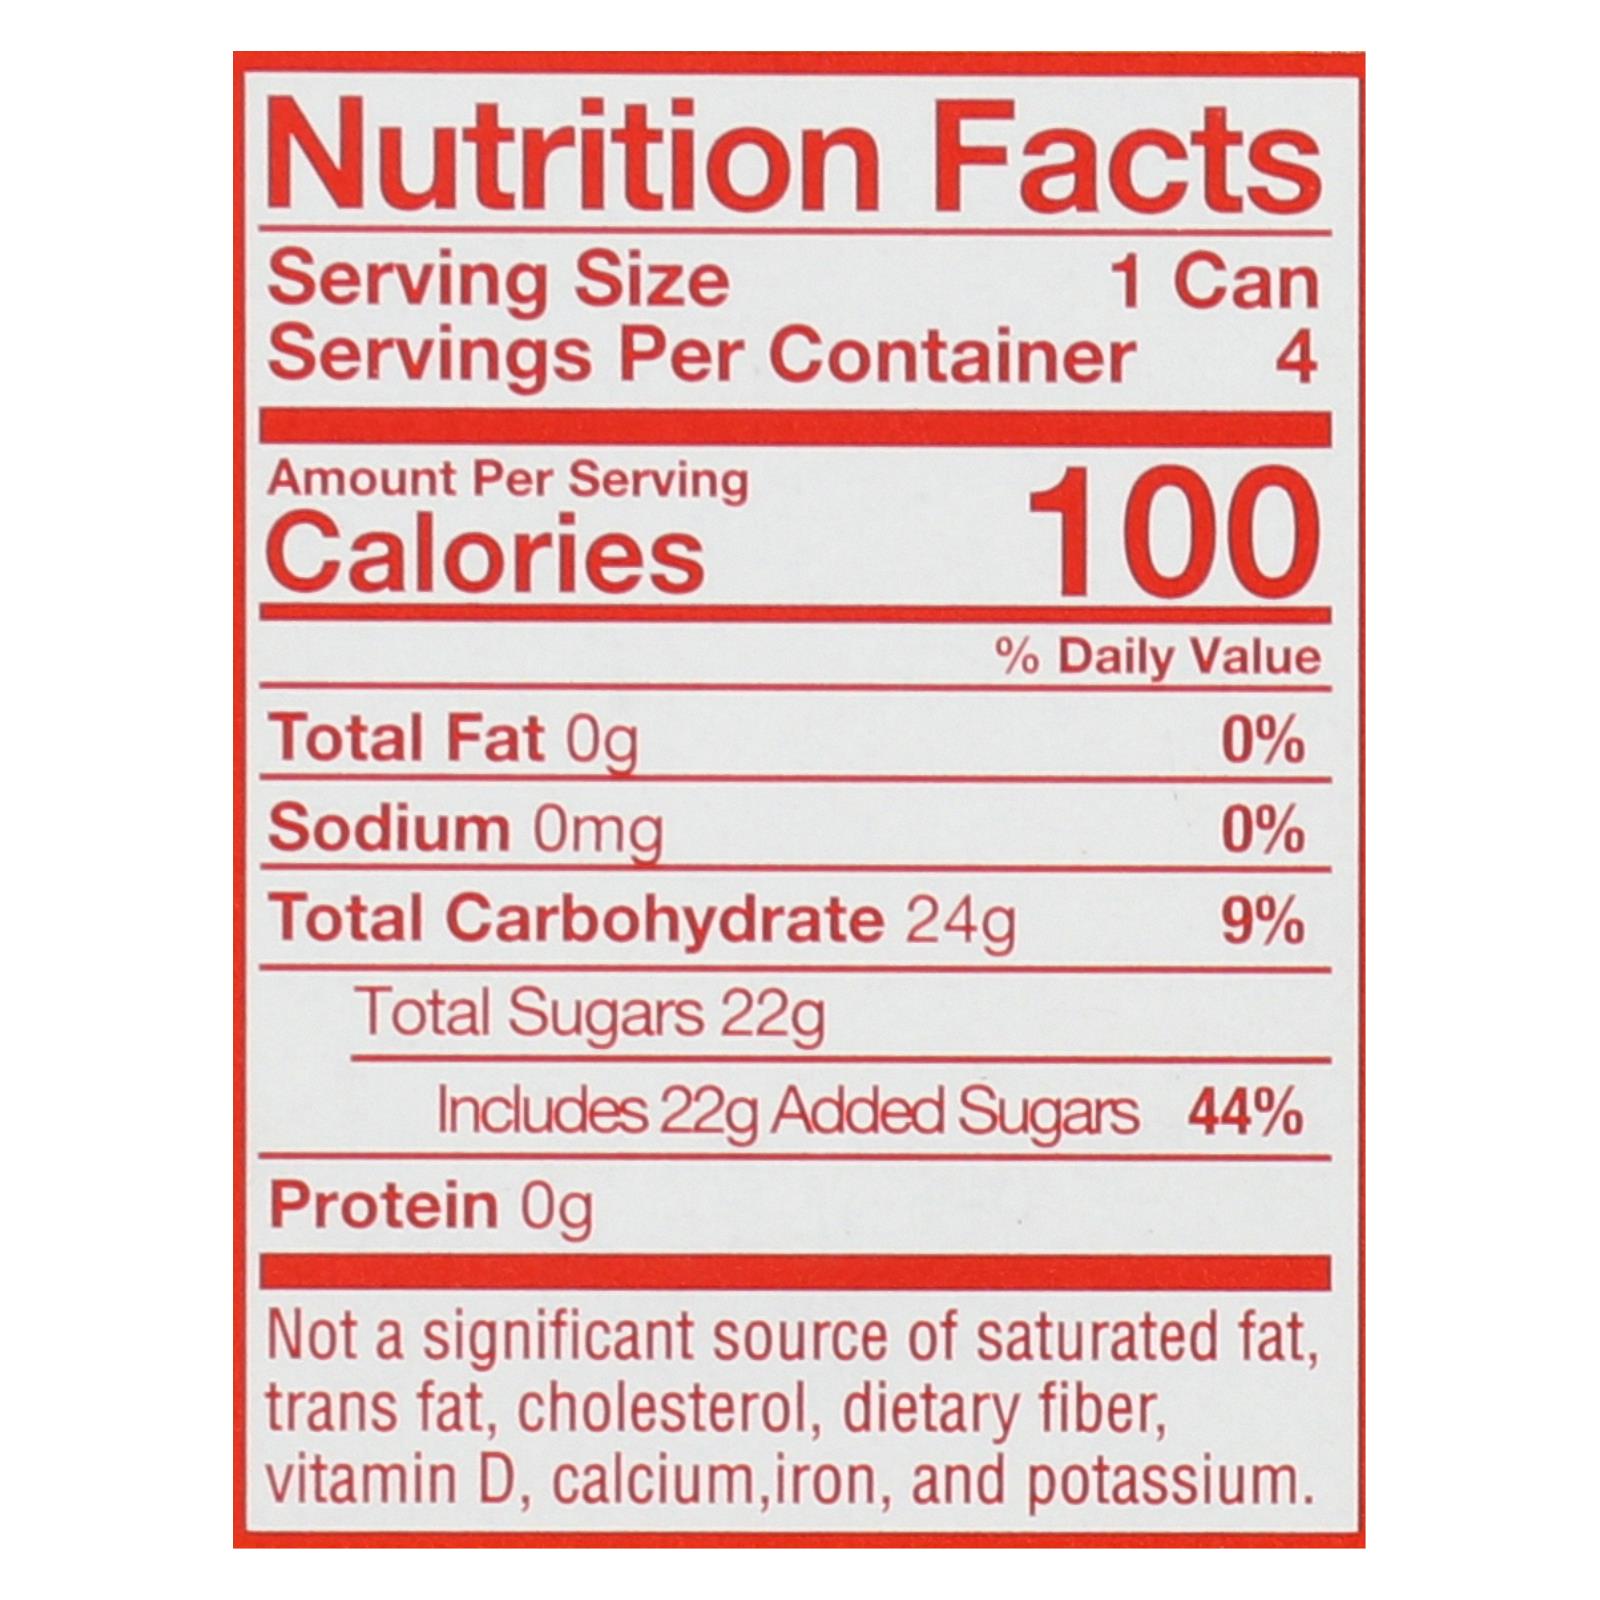 Nutrition Facts
Serving Size 1 Can
Servings Per Container 4
Amount Per Serving
Calories 100
% Daily Value
Total Fat 0g 0%
Sodium 0mg 0%
Total Carbohydrate 24g 9%
Total Sugars 22g
Includes 22g Added Sugars 44%
Protein 0g
Not a significant source of saturated fat,
trans fat, cholesterol, dietary fiber,
vitamin D, calcium,iron, and potassium.